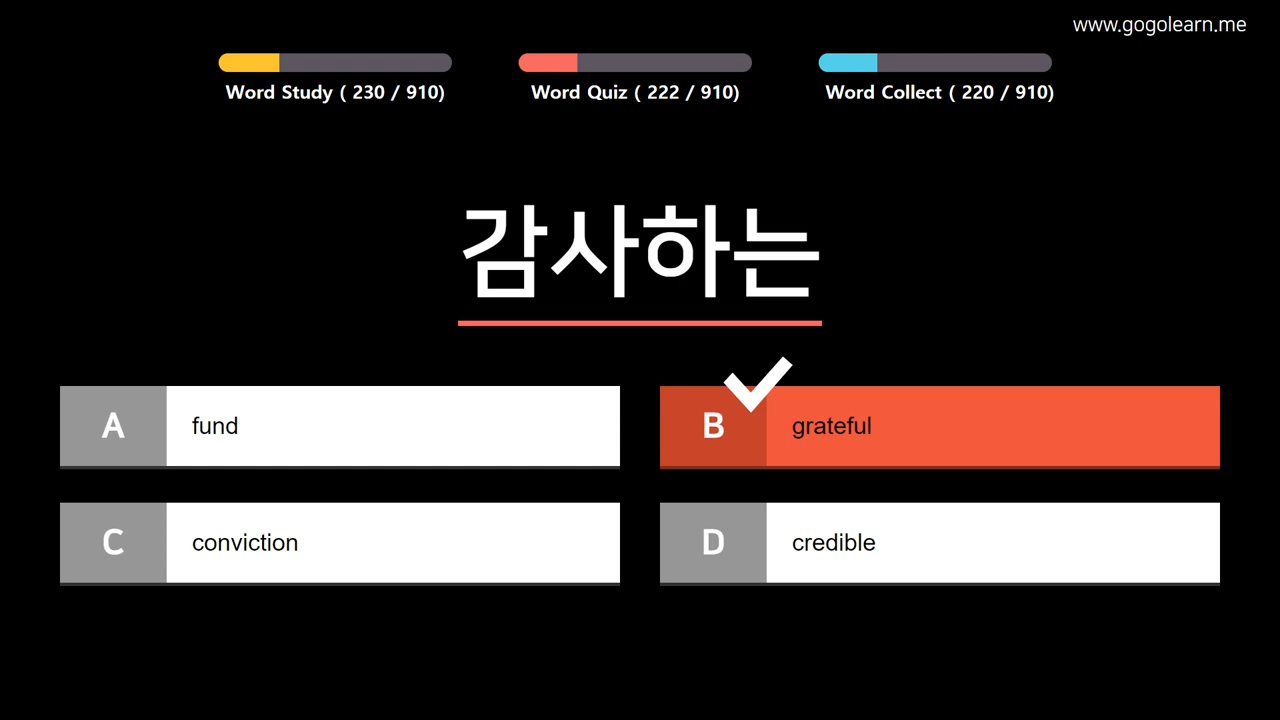 www.gogolearn.me
Word Study ( 230 / 910)
Word Quiz ( 222 / 910)
Word Collect ( 220 / 910)
감사하는
A
fund
B
grateful
C
conviction
D
credible